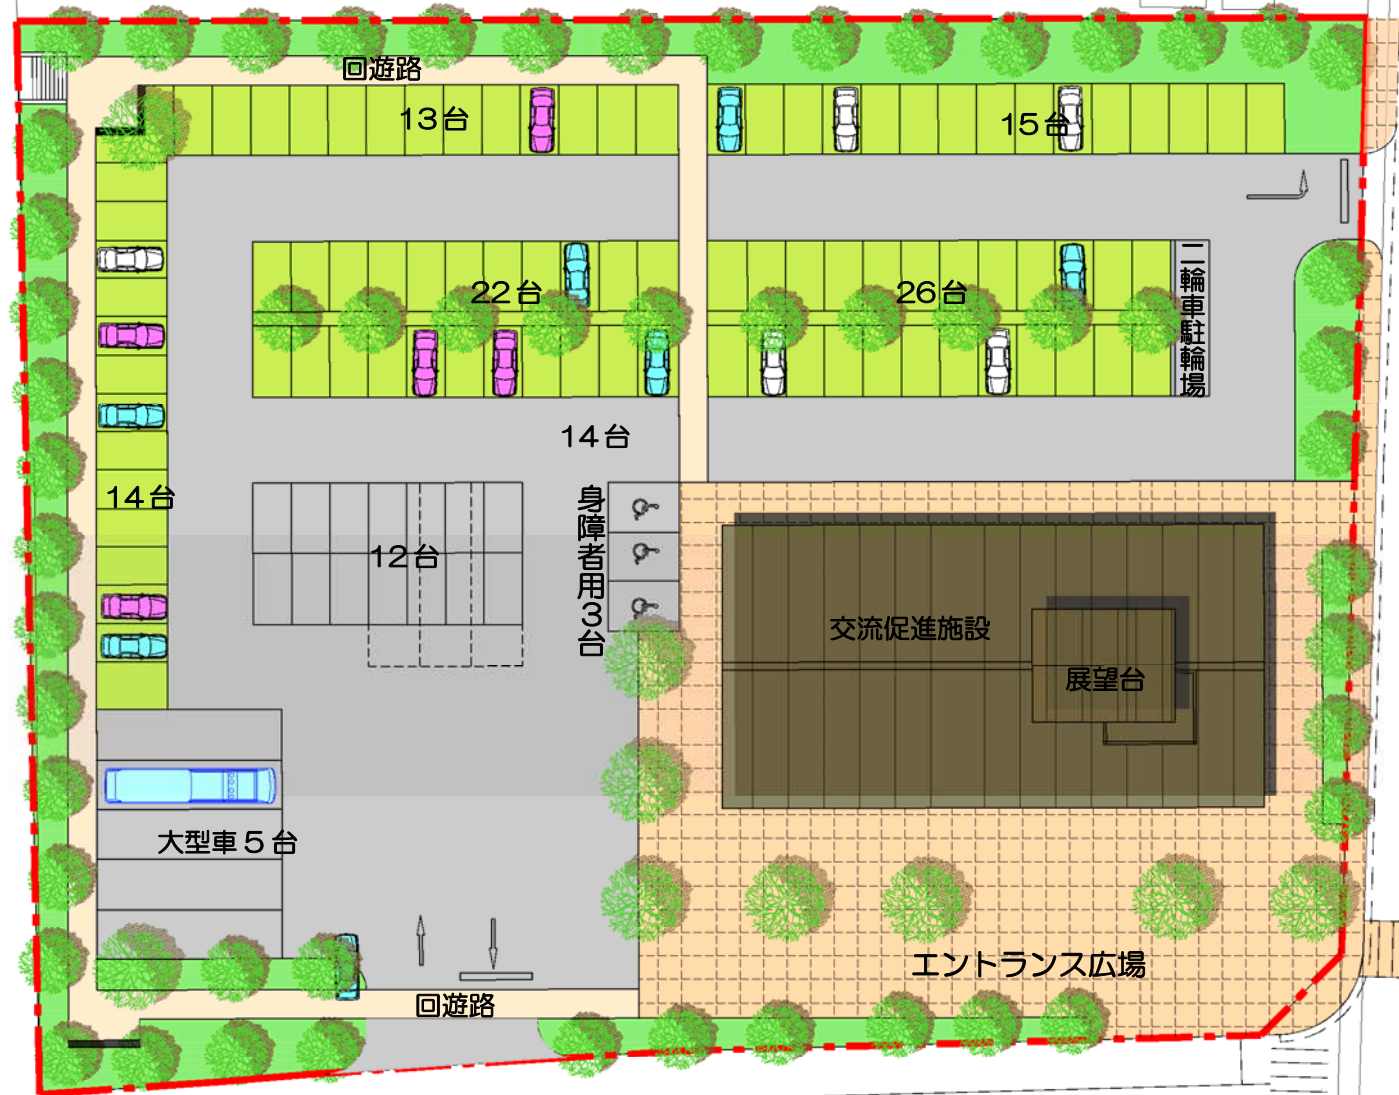 回遊路
13台
15台
22台
26台
二輪車駐輪場
14台
14台
身障者用3台
12台
交流促進施設
展望台
大型車5台
エントランス広場
回遊路